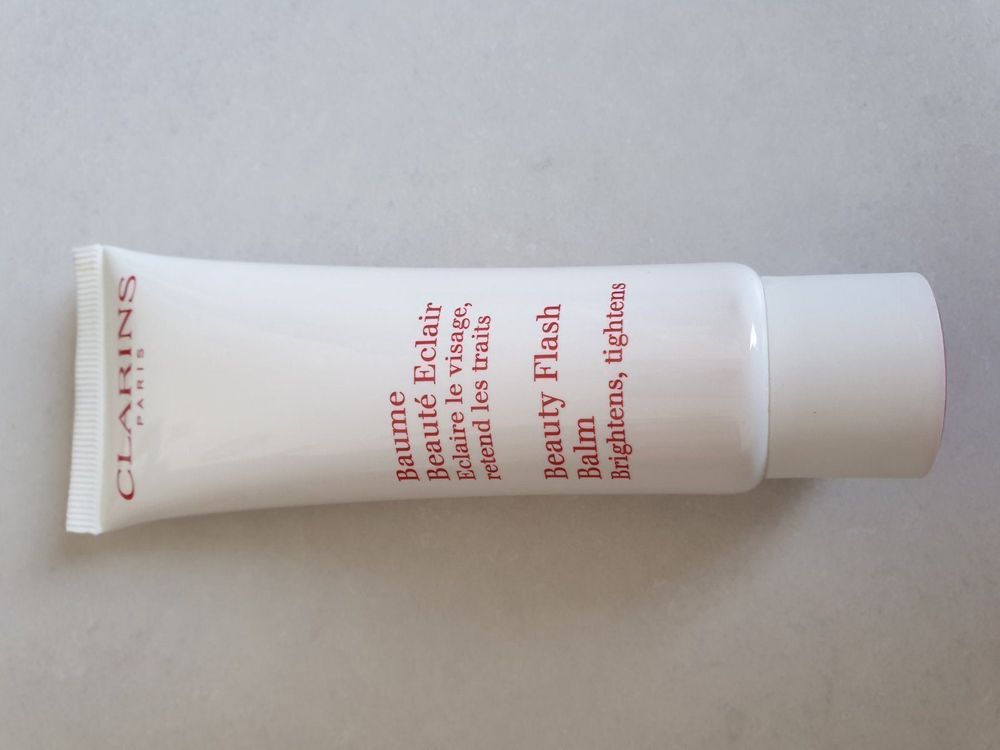 CLARINS
PARIS
Baume
Beauté Eclair
Eclaire le visage,
retend les traits
Beauty Flash
Balm
Brightens, tightens